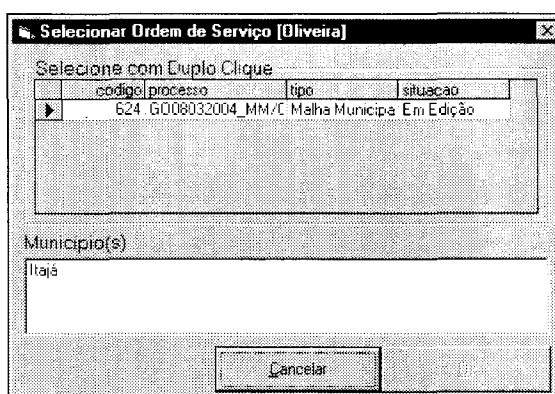 Selecionar Ordem de Serviço [Oliveira]
Selecione com Duplo Clique
código processo tipo situacao
624 GO08032004_MM/C Malha Municipa Em Edição
Município(s)
Itajá
Cancelar